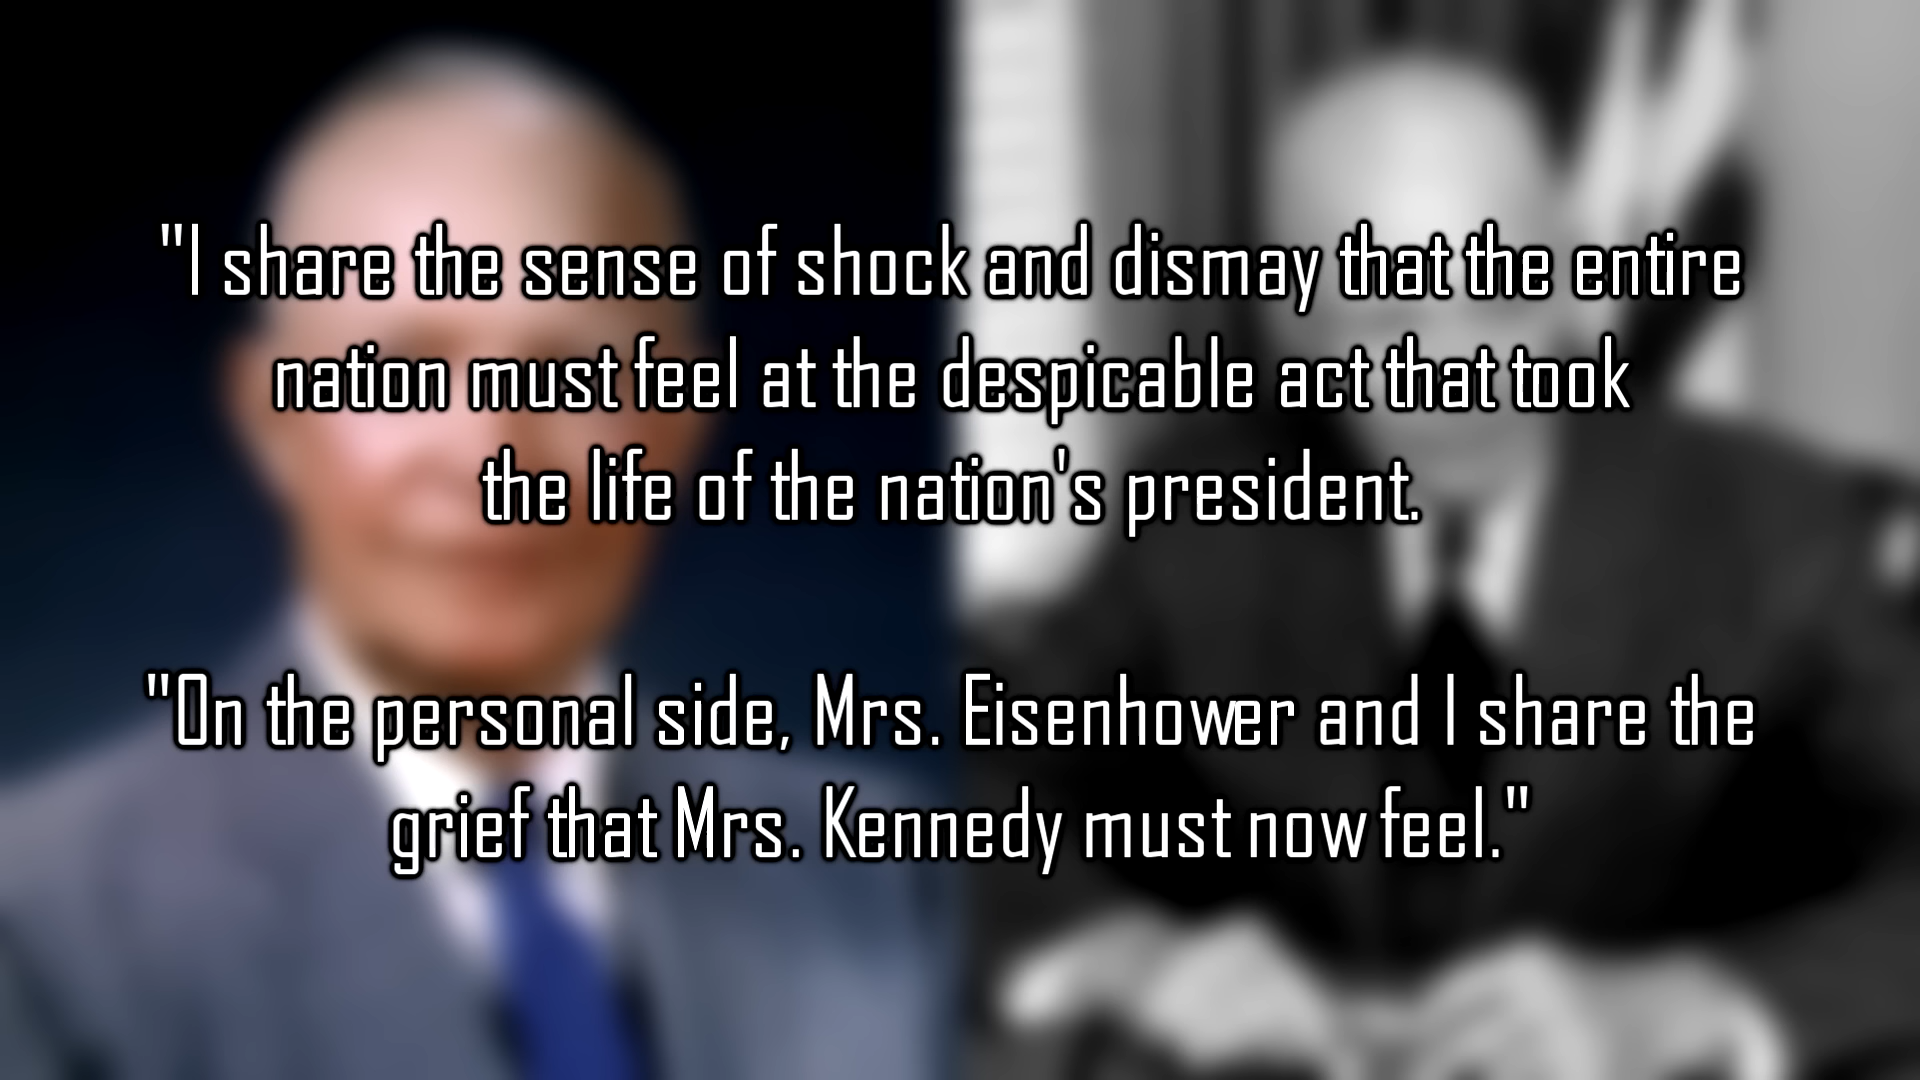 "I share the sense of shock and dismay that the entire
nation must feel at the despicable act that took
the life of the nation's president.
"On the personal side, Mrs. Eisenhower and I share the
grief that Mrs. Kennedy must now feel."